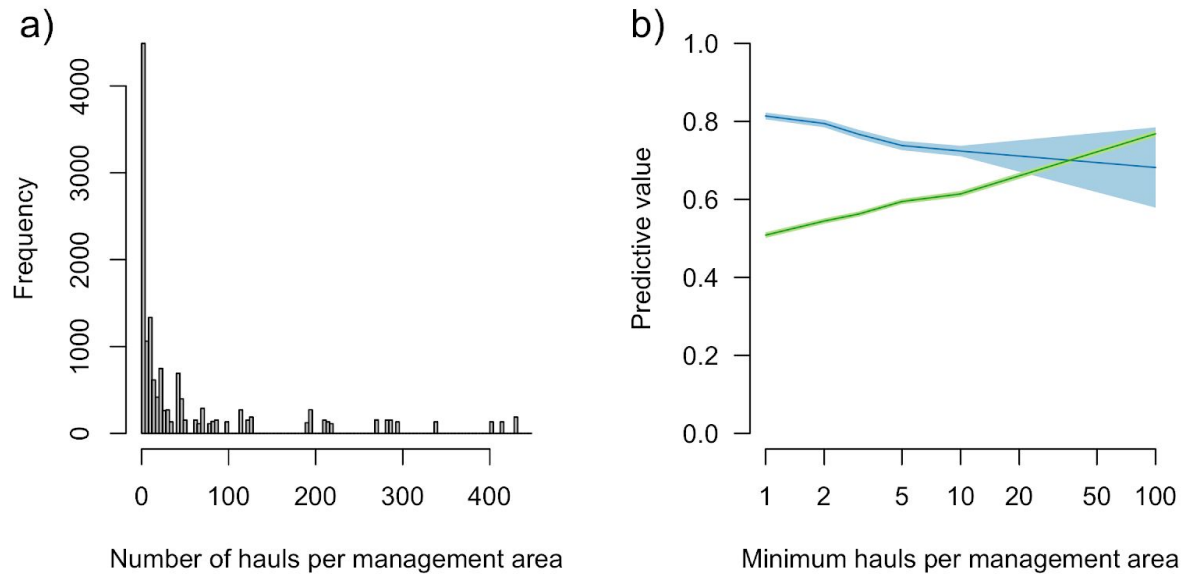 a)
Frequency
4000
3000
2000
1000
0
0 100 200 300 400
Number of hauls per management area
b)
Predictive value
1.0
0.8
0.6
0.4
0.2
0.0
1 2 5 10 20 50 100
Minimum hauls per management area